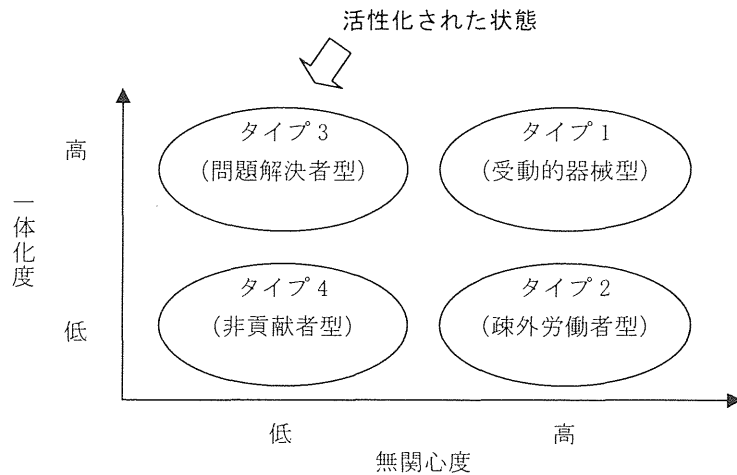 活性化された状態
タイプ3
(問題解決者型)
タイプ1
(受動的器械型)
高
一体化度
タイプ4
(非貢献者型)
タイプ2
(疎外労働者型)
低
低
高
無関心度